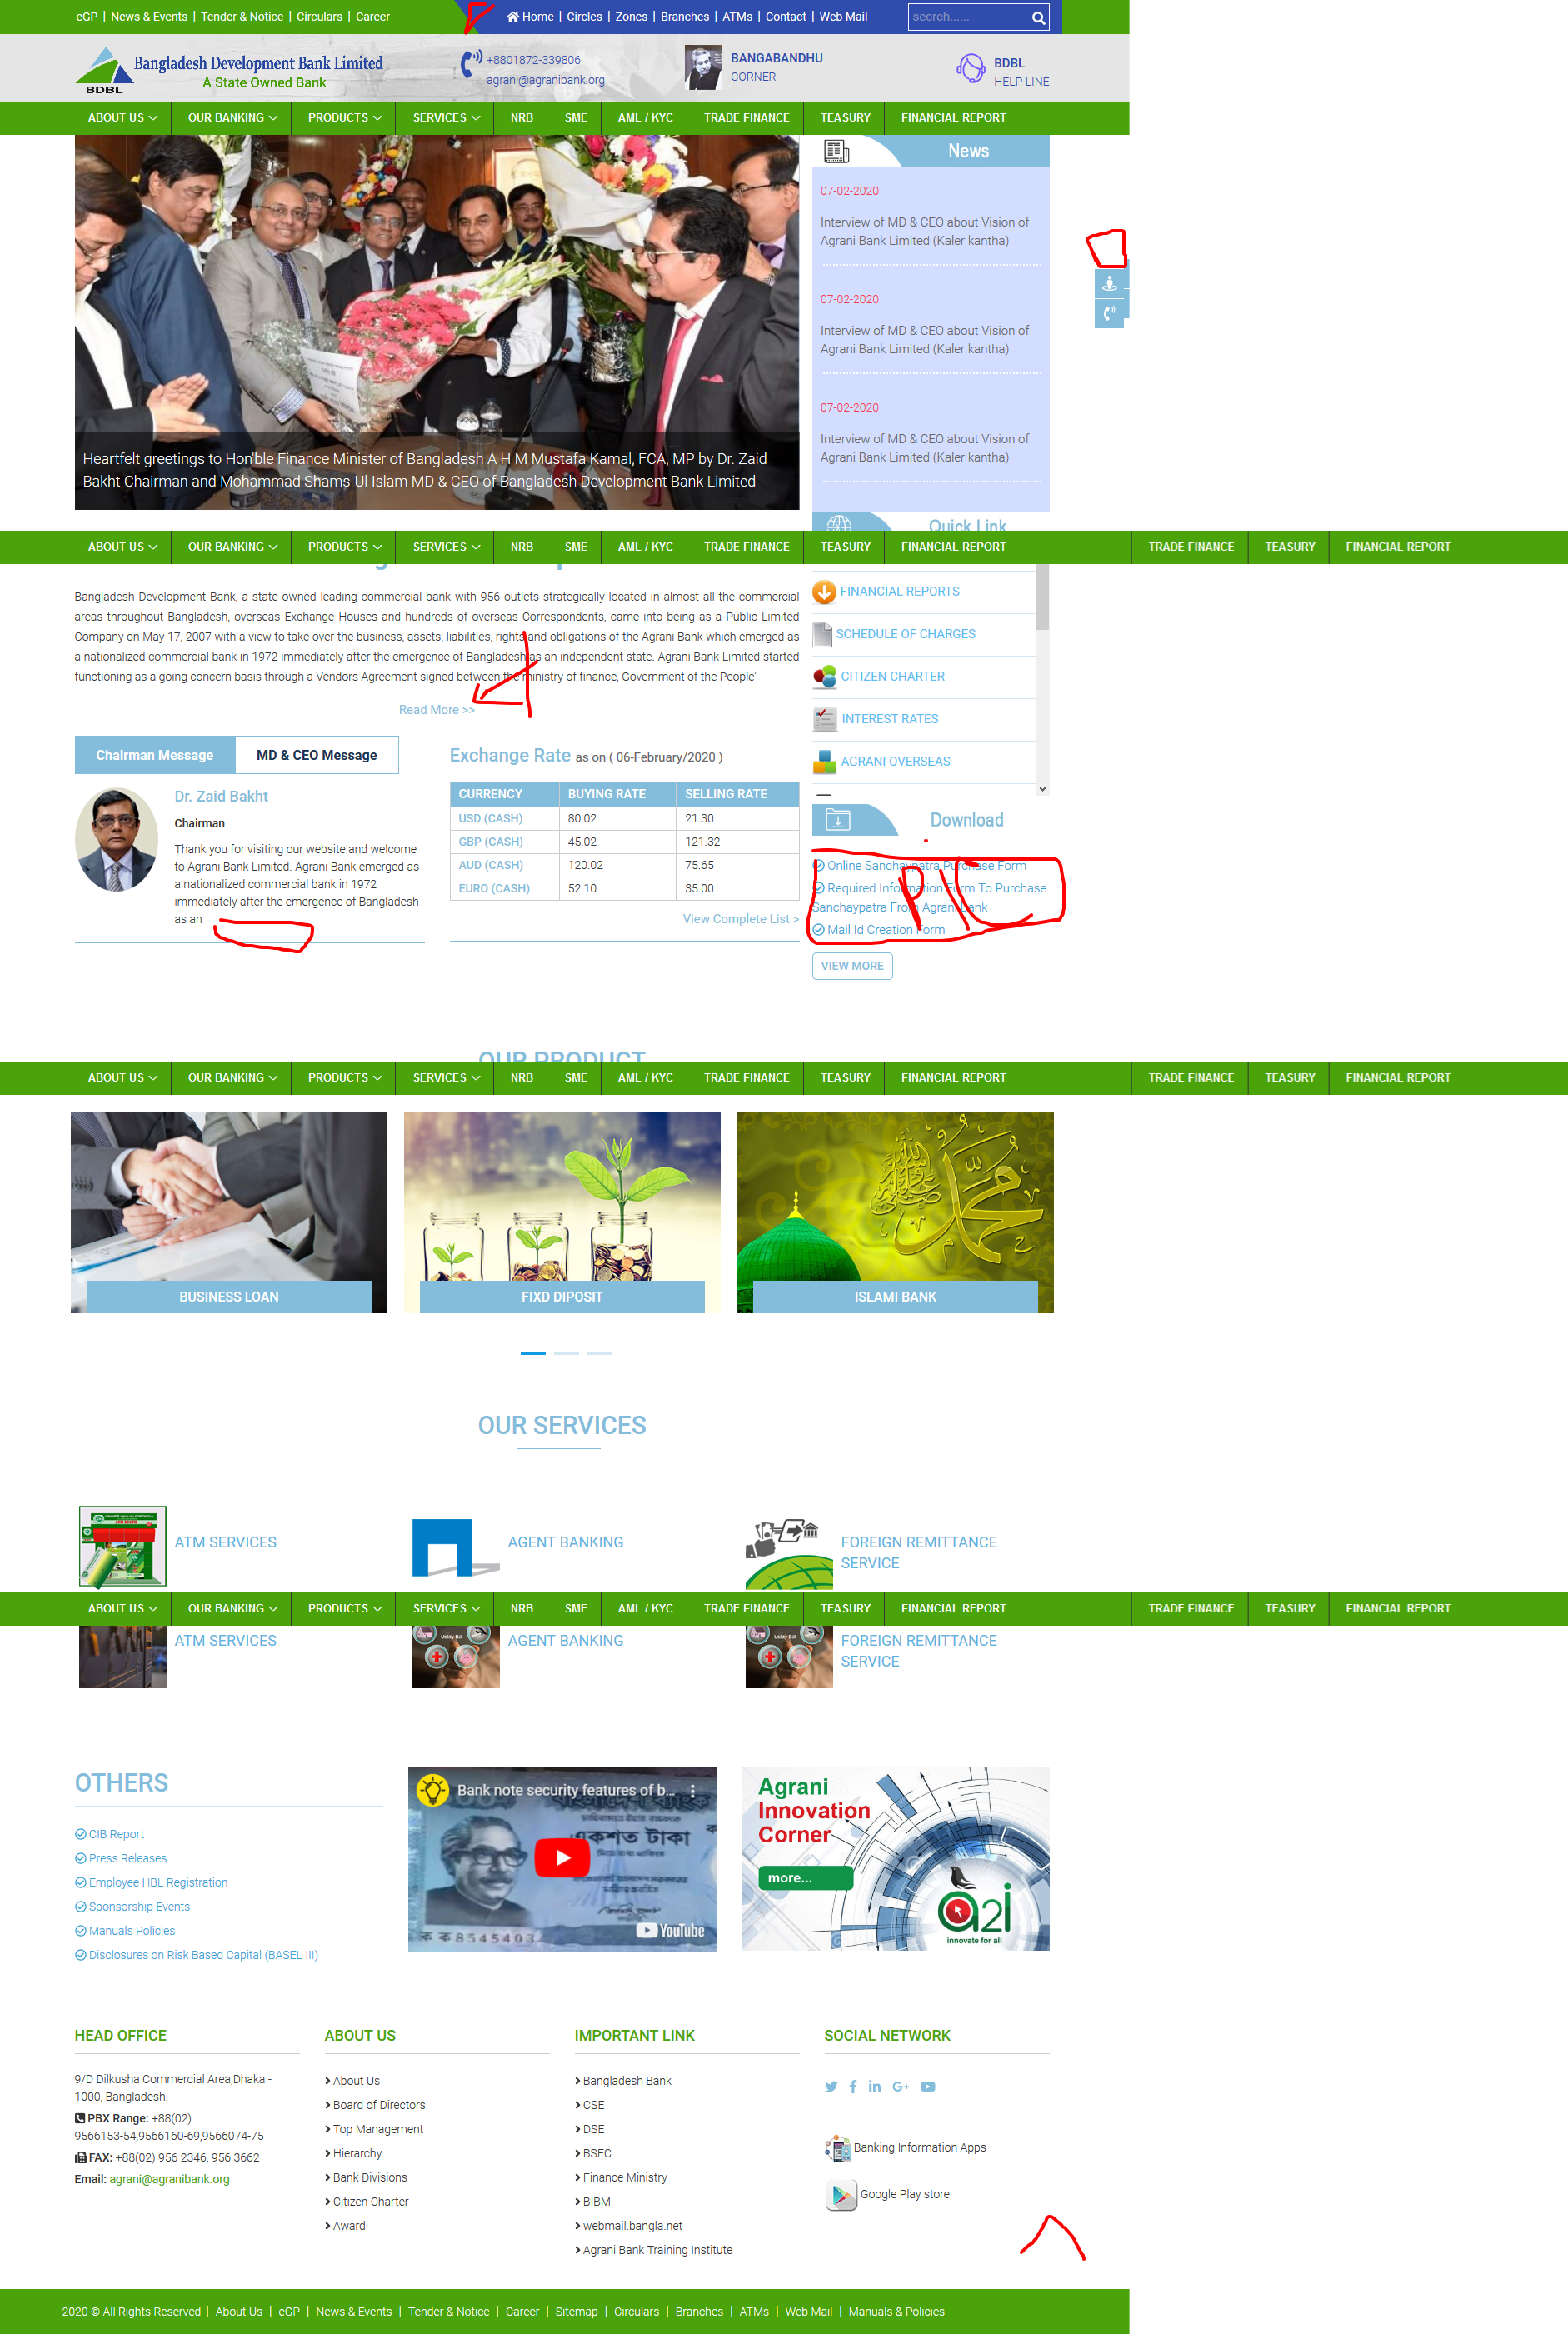 eGP | News & Events | Tender & Notice | Circulars | Career
Home | Circles | Zones | Branches | ATMs | Contact | Web Mail
secrch......
Bangladesh Development Bank Limited
A State Owned Bank
BDBL
+8801872-339806
agrani@agranibank.org
BANGABANDHU
CORNER
BDBL
HELP LINE
ABOUT US OUR BANKING PRODUCTS SERVICES NRB SME AML / KYC TRADE FINANCE TEASURY FINANCIAL REPORT
Heartfelt greetings to Hon'ble Finance Minister of Bangladesh A H M Mustafa Kamal, FCA, MP by Dr. Zaid
Bakht Chairman and Mohammad Shams-Ul Islam MD & CEO of Bangladesh Development Bank Limited
News
07-02-2020
Interview of MD & CEO about Vision of
Agrani Bank Limited (Kaler kantha)
07-02-2020
Interview of MD & CEO about Vision of
Agrani Bank Limited (Kaler kantha)
07-02-2020
Interview of MD & CEO about Vision of
Agrani Bank Limited (Kaler kantha)
Quick Link
ABOUT US OUR BANKING PRODUCTS SERVICES NRB SME AML / KYC TRADE FINANCE TEASURY FINANCIAL REPORT TRADE FINANCE TEASURY FINANCIAL REPORT
Bangladesh Development Bank, a state owned leading commercial bank with 956 outlets strategically located in almost all the commercial
areas throughout Bangladesh, overseas Exchange Houses and hundreds of overseas Correspondents, came into being as a Public Limited
Company on May 17, 2007 with a view to take over the business, assets, liabilities, rights and obligations of the Agrani Bank which emerged as
a nationalized commercial bank in 1972 immediately after the emergence of Bangladesh as an independent state. Agrani Bank Limited started
functioning as a going concern basis through a Vendors Agreement signed between the ministry of finance, Government of the People'
Read More >>
FINANCIAL REPORTS
SCHEDULE OF CHARGES
CITIZEN CHARTER
INTEREST RATES
AGRANI OVERSEAS
Chairman Message
MD & CEO Message
Dr. Zaid Bakht
Chairman
Thank you for visiting our website and welcome
to Agrani Bank Limited. Agrani Bank emerged as
a nationalized commercial bank in 1972
immediately after the emergence of Bangladesh
as an
Exchange Rate as on ( 06-February/2020 )
CURRENCY BUYING RATE SELLING RATE
USD (CASH) 80.02 21.30
GBP (CASH) 45.02 121.32
AUD (CASH) 120.02 75.65
EURO (CASH) 52.10 35.00
View Complete List >
Download
Online Sanchaypatra Purchase Form
Required Information Form To Purchase
Sanchaypatra From Agrani bank
Mail Id Creation Form
VIEW MORE
OUR PRODUCT
ABOUT US OUR BANKING PRODUCTS SERVICES NRB SME AML / KYC TRADE FINANCE TEASURY FINANCIAL REPORT TRADE FINANCE TEASURY FINANCIAL REPORT
BUSINESS LOAN
FIXD DIPOSIT
ISLAMI BANK
OUR SERVICES
ATM SERVICES
AGENT BANKING
FOREIGN REMITTANCE
SERVICE
ABOUT US OUR BANKING PRODUCTS SERVICES NRB SME AML / KYC TRADE FINANCE TEASURY FINANCIAL REPORT TRADE FINANCE TEASURY FINANCIAL REPORT
ATM SERVICES
AGENT BANKING
FOREIGN REMITTANCE
SERVICE
OTHERS
CIB Report
Press Releases
Employee HBL Registration
Sponsorship Events
Manuals Policies
Disclosures on Risk Based Capital (BASEL III)
Bank note security features of b...
একশত টাকা
8545403
YouTube
Agrani
Innovation
Corner
more...
a2i
innovate for all
HEAD OFFICE
9/D Dilkusha Commercial Area,Dhaka -
1000, Bangladesh.
PBX Range: +88(02)
9566153-54,9566160-69,9566074-75
FAX: +88(02) 956 2346, 956 3662
Email: agrani@agranibank.org
ABOUT US
About Us
Board of Directors
Top Management
Hierarchy
Bank Divisions
Citizen Charter
Award
IMPORTANT LINK
Bangladesh Bank
CSE
DSE
BSEC
Finance Ministry
BIBM
webmail.bangla.net
Agrani Bank Training Institute
SOCIAL NETWORK
Banking Information Apps
Google Play store
2020 © All Rights Reserved | About Us | eGP | News & Events | Tender & Notice | Career | Sitemap | Circulars | Branches | ATMs | Web Mail | Manuals & Policies